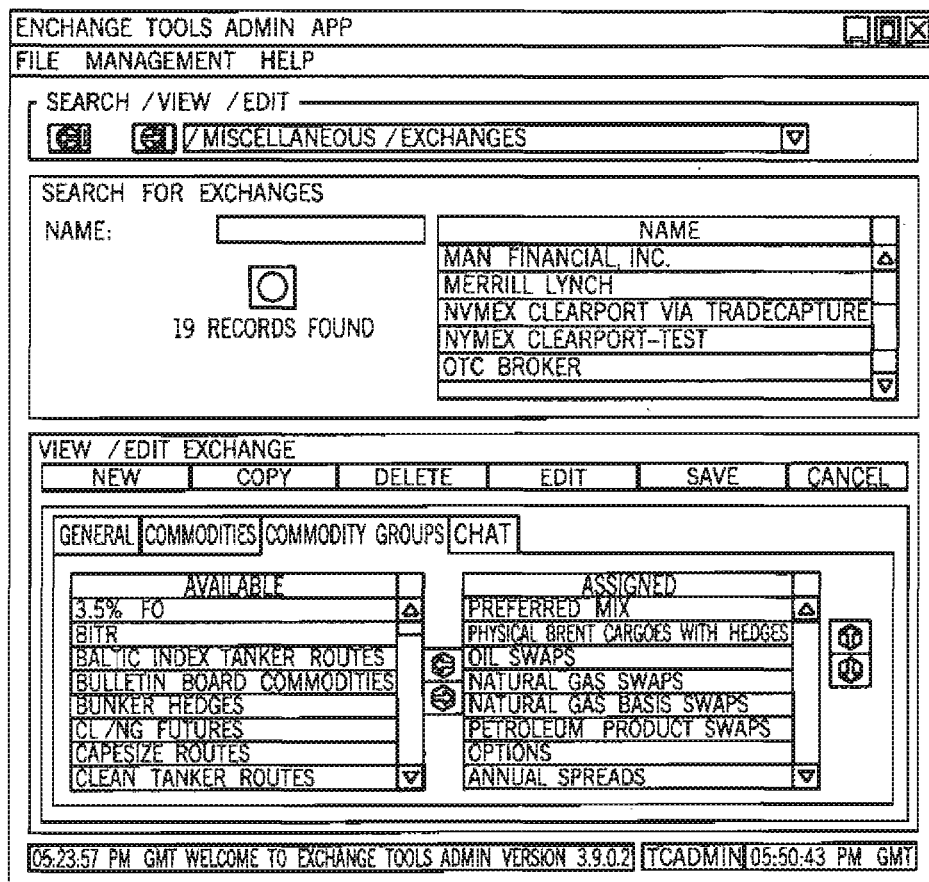 ENCHANGE TOOLS ADMIN APP
FILE MANAGEMENT HELP
SEARCH /VIEW /EDIT
/ MISCELLANEOUS / EXCHANGES
SEARCH FOR EXCHANGES
NAME:
19 RECORDS FOUND
NAME
MAN FINANCIAL, INC.
MERRILL LYNCH
NVMEX CLEARPORT VIA TRADECAPTURE
NYMEX CLEARPORT-TEST
OTC BROKER
VIEW /EDIT EXCHANGE
NEW COPY DELETE EDIT SAVE CANCEL
GENERAL COMMODITIES COMMODITY GROUPS CHAT
AVAILABLE
3.5% FO
BITR
BALTIC INDEX TANKER ROUTES
BULLETIN BOARD COMMODITIES
BUNKER HEDGES
CL /NG FUTURES
CAPESIZE ROUTES
CLEAN TANKER ROUTES
ASSIGNED
PREFERRED MIX
PHYSICAL BRENT CARGOES WITH HEDGES
OIL SWAPS
NATURAL GAS SWAPS
NATURAL GAS BASIS SWAPS
PETROLEUM PRODUCT SWAPS
OPTIONS
ANNUAL SPREADS
05:23:57 PM GMT WELCOME TO EXCHANGE TOOLS ADMIN VERSION 3.9.0.2 TCADMIN 05:50:43 PM GMT